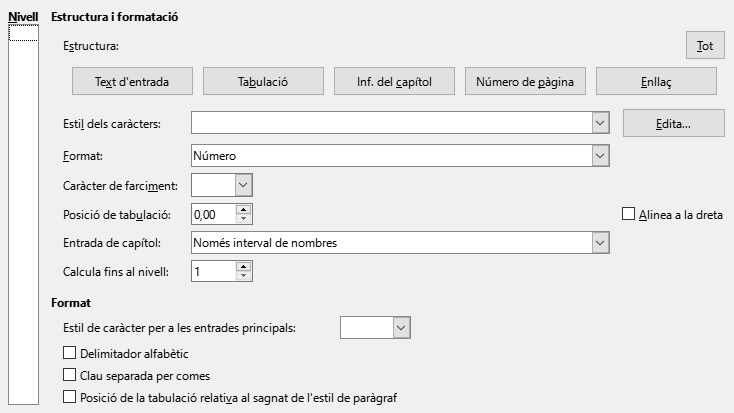 Nivell Estructura i formatació
Estructura: Tot
Text d'entrada Tabulació Inf. del capítol Número de pàgina Enllaç
Estil dels caràcters: Edita...
Format: Número
Caràcter de farciment:
Posició de tabulació: 0,00 Alinea a la dreta
Entrada de capítol: Només interval de nombres
Calcula fins al nivell: 1
Format
Estil de caràcter per a les entrades principals:
Delimitador alfabètic
Clau separada per comes
Posició de la tabulació relativa al sagnat de l'estil de paràgraf